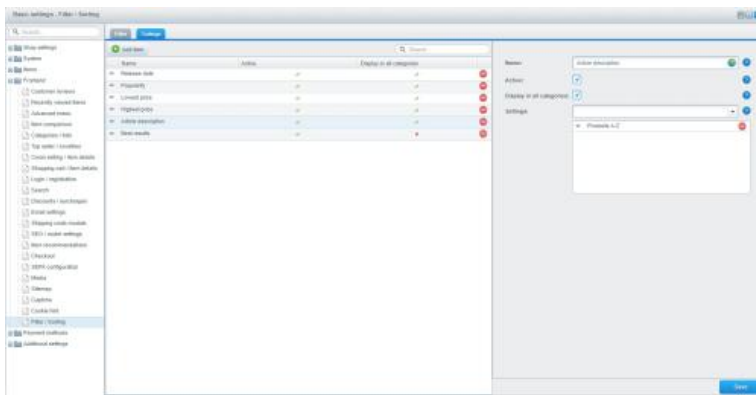 Basic settings - Filter / Sorting
Search...
Shop settings
System
Items
Frontend
Customer reviews
Recently viewed items
Advanced menu
Item comparison
Categories / lists
Top seller / novelties
Cross selling / item details
Shopping cart / item details
Login / registration
Search
Discounts / surcharges
Email settings
Shipping costs module
SEO / router settings
Item recommendations
Checkout
SEPA configuration
Media
Sitemap
Captcha
Cookie hint
Filter / Sorting
Payment methods
Additional settings
Filter
Sortings
Add item
Search
Name
Active
Display in all categories
Release date
Popularity
Lowest price
Highest price
Article description
Best results
Name:
Article description
Active:
Display in all categories:
Settings:
Products A-Z
Save